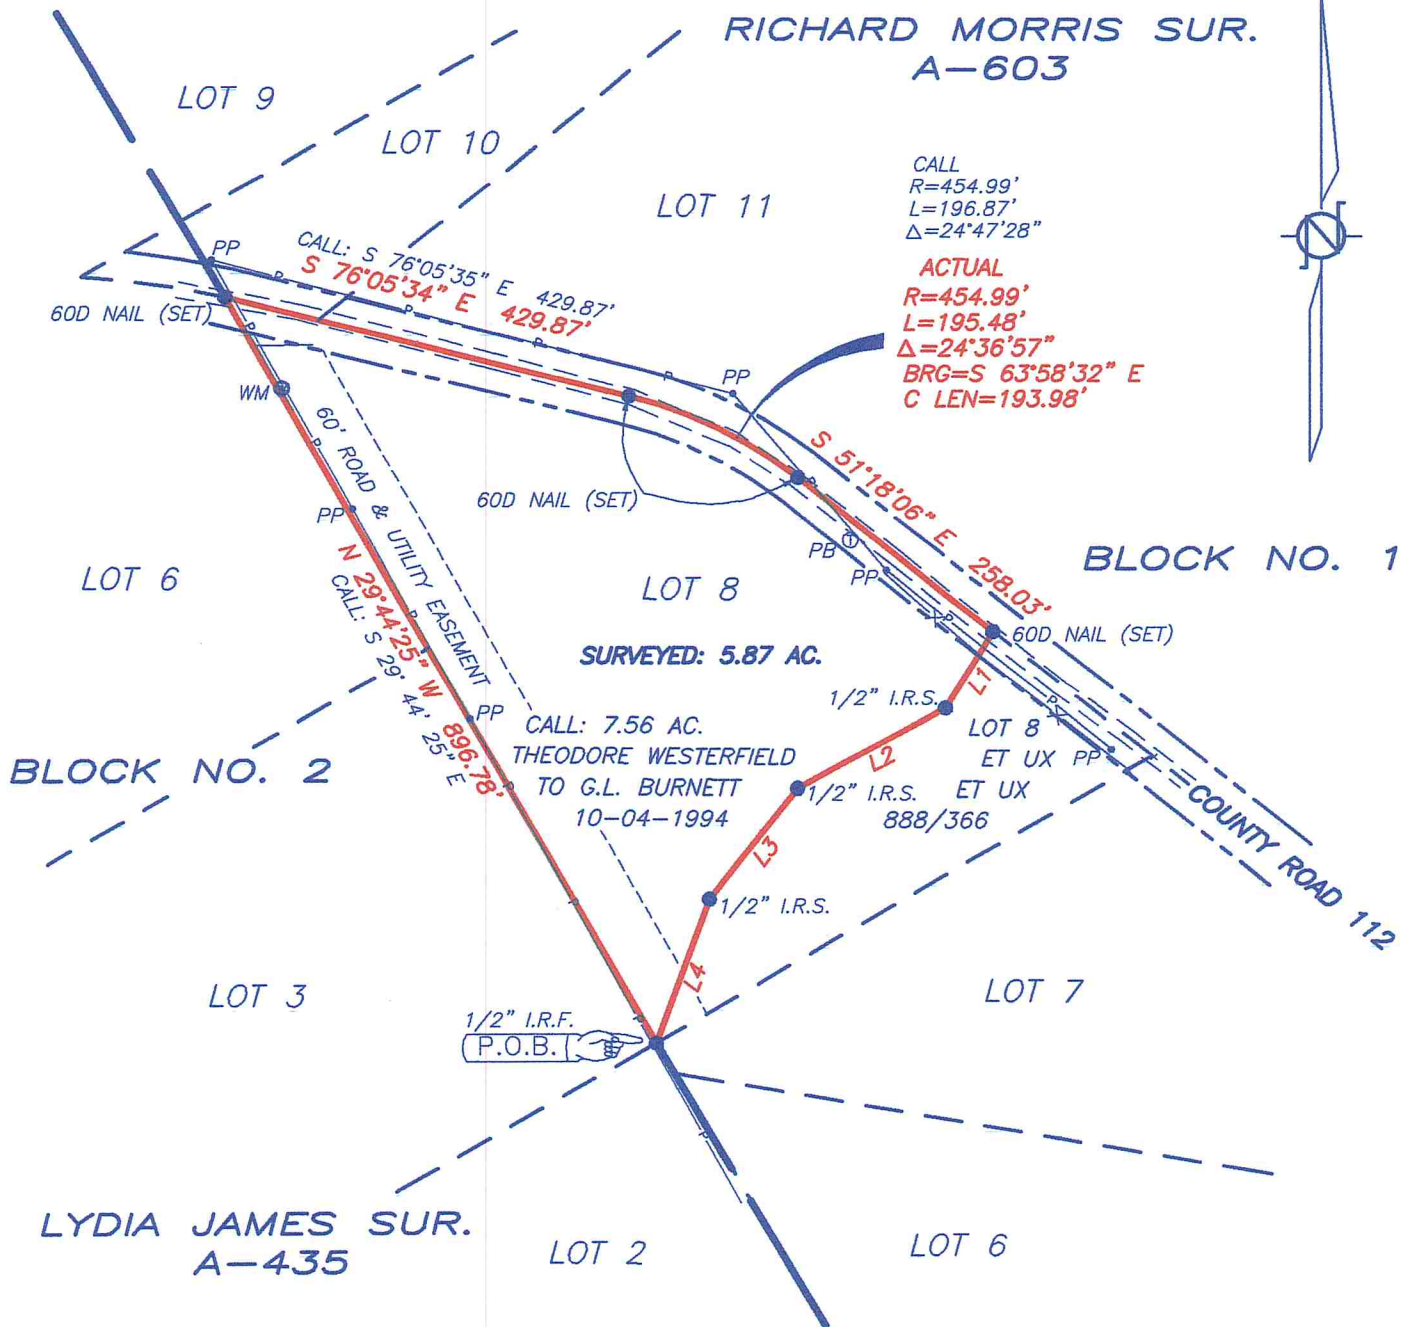 RICHARD MORRIS SUR.
A-603
LOT 9
LOT 10
LOT 11
CALL
R=454.99'
L=196.87'
Δ=24°47'28"
ACTUAL
R=454.99'
L=195.48'
Δ=24°36'57"
BRG=S 63°58'32" E
C LEN=193.98'
N
PP
CALL: S 76°05'35" E 429.87'
S 76°05'34" E 429.87'
60D NAIL (SET)
PP
WM
60' ROAD & UTILITY EASEMENT
60D NAIL (SET)
S 51°18'06" E 258.03'
PP
PB
T
PP
BLOCK NO. 1
N 29°44'25" W 896.78'
CALL: S 29° 44' 25" E
LOT 6
LOT 8
60D NAIL (SET)
SURVEYED: 5.87 AC.
L1
1/2" I.R.S.
PP
CALL: 7.56 AC.
THEODORE WESTERFIELD
TO G.L. BURNETT
10-04-1994
LOT 8
ET UX
PP
ET UX
888/366
L2
1/2" I.R.S.
BLOCK NO. 2
COUNTY ROAD 112
L3
1/2" I.R.S.
L4
LOT 3
LOT 7
1/2" I.R.F.
P.O.B.
LYDIA JAMES SUR.
A-435
LOT 2
LOT 6
P
P
P
P
P
P
P
P
P
P
P
P
P
P